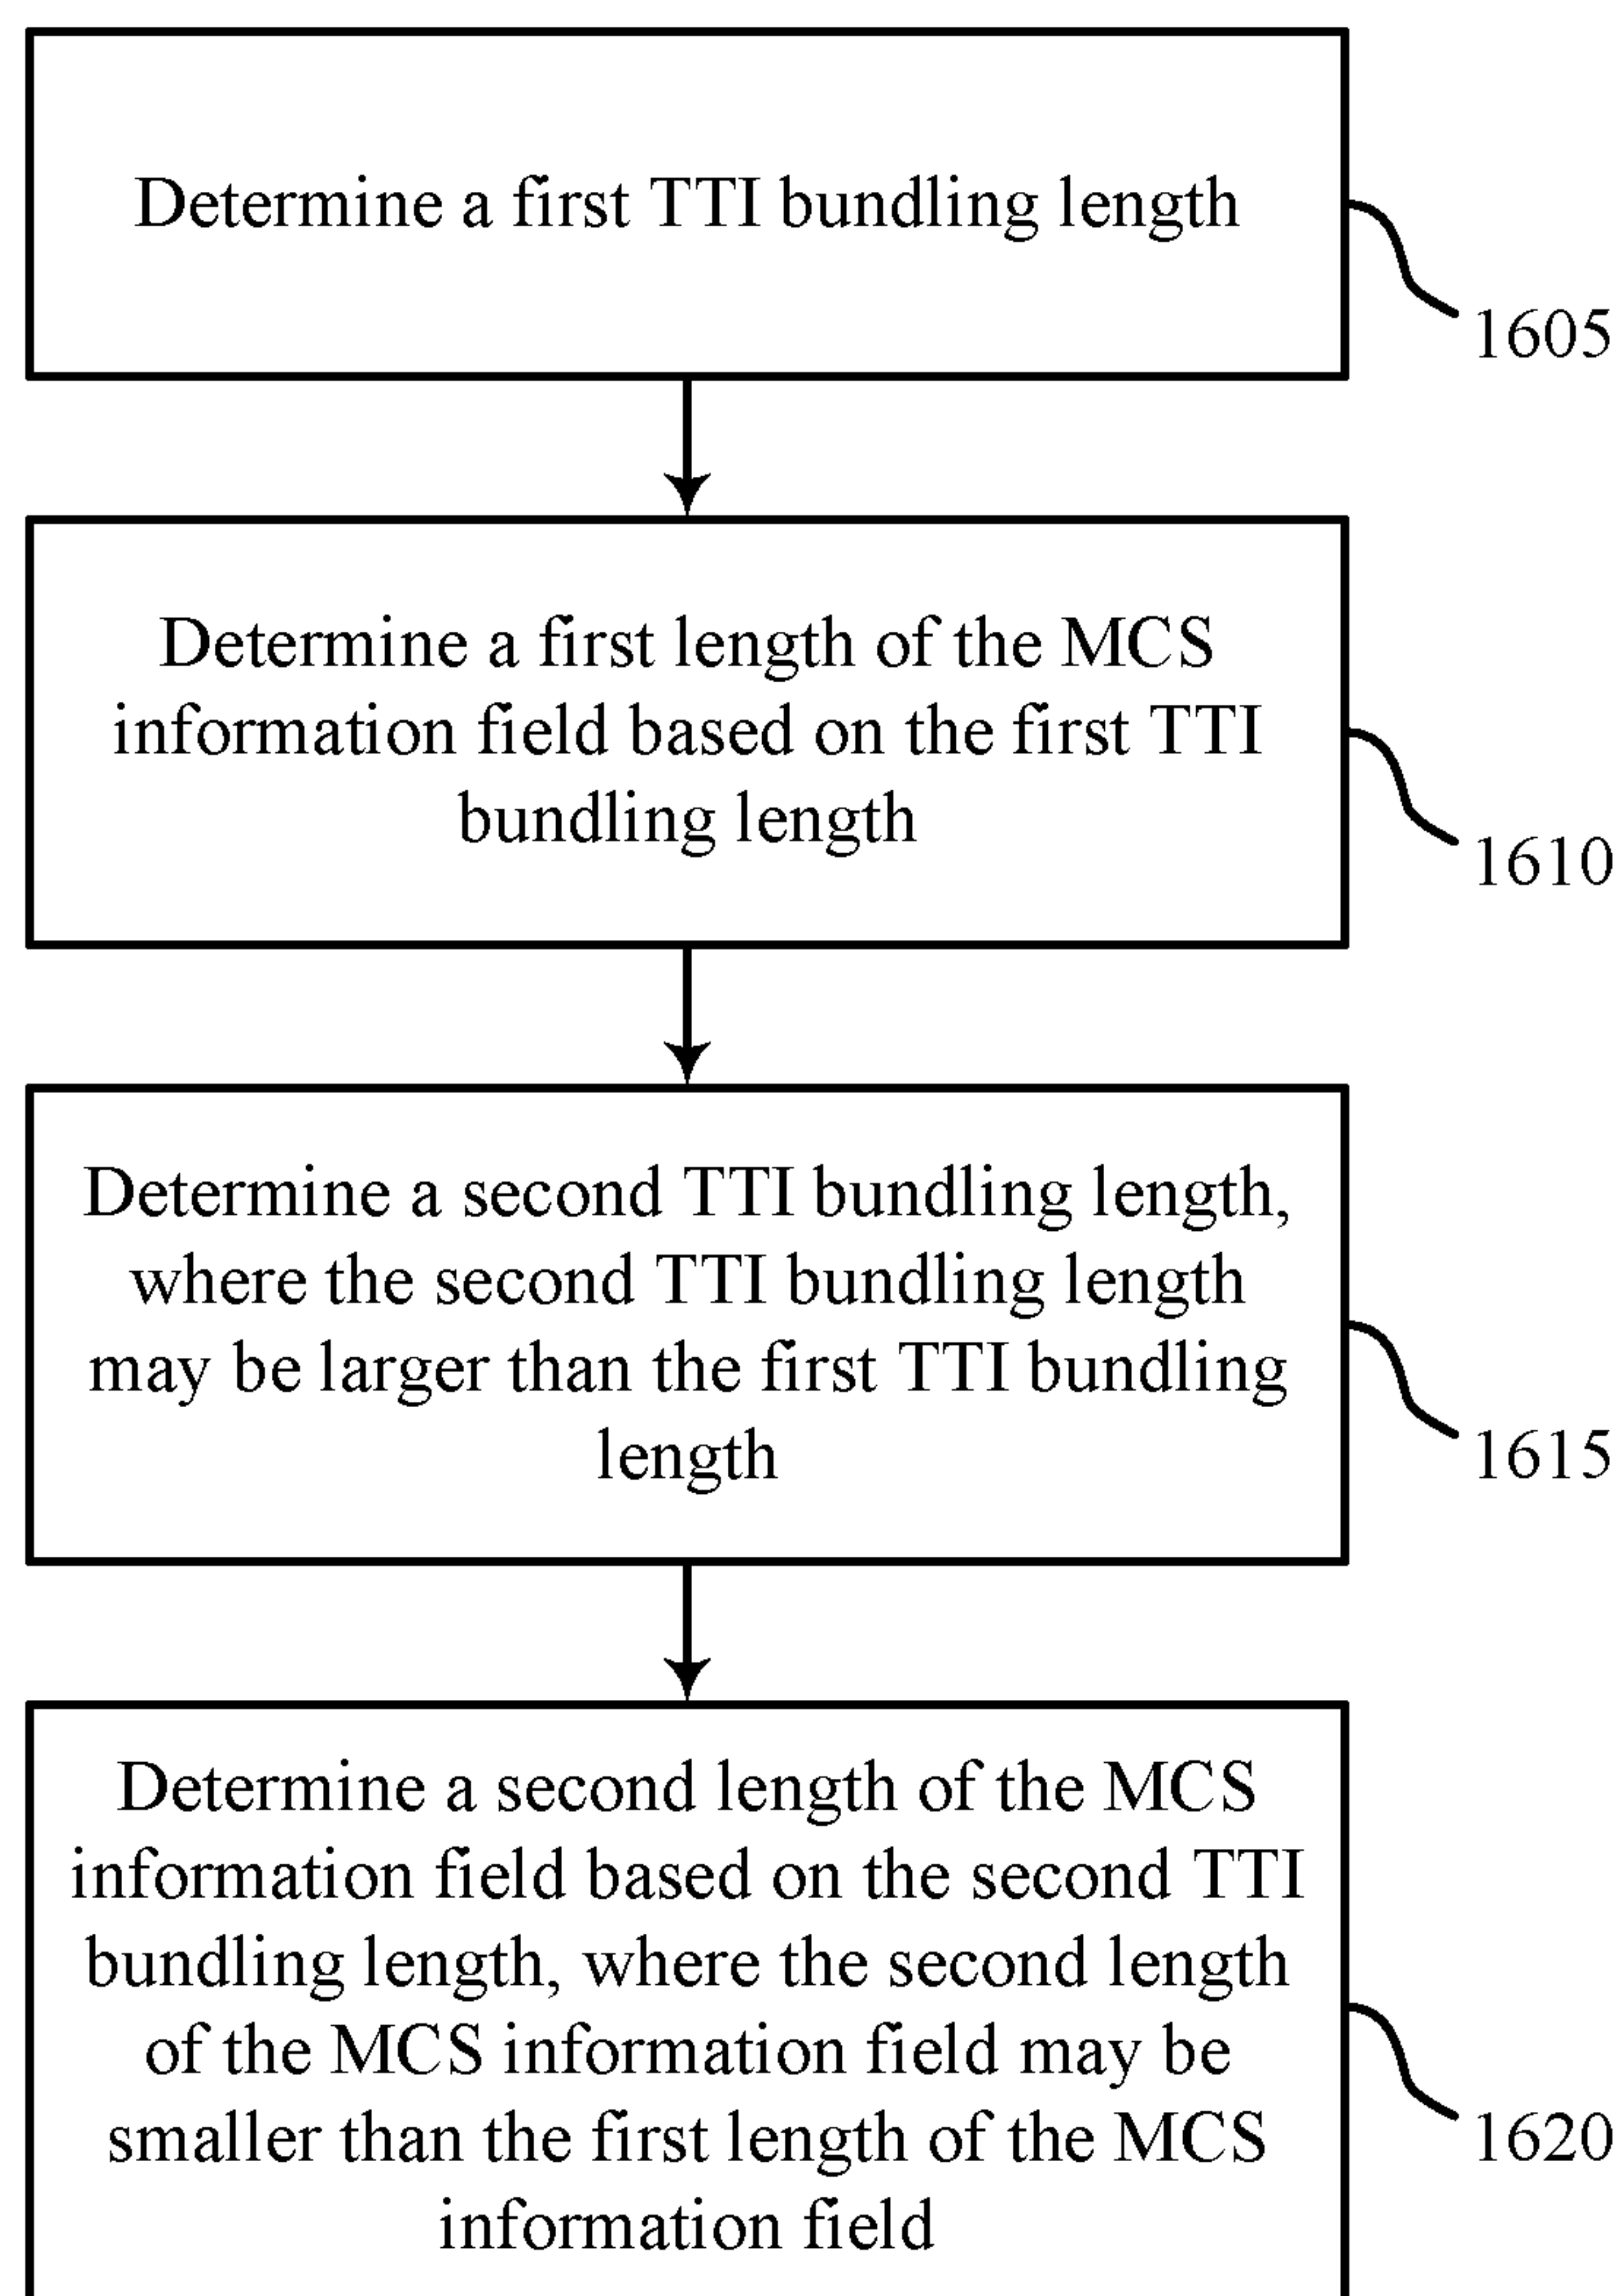 Determine a first TTI bundling length
1605
Determine a first length of the MCS
information field based on the first TTI
bundling length
1610
Determine a second TTI bundling length,
where the second TTI bundling length
may be larger than the first TTI bundling
length
1615
Determine a second length of the MCS
information field based on the second TTI
bundling length, where the second length
of the MCS information field may be
smaller than the first length of the MCS
information field
1620